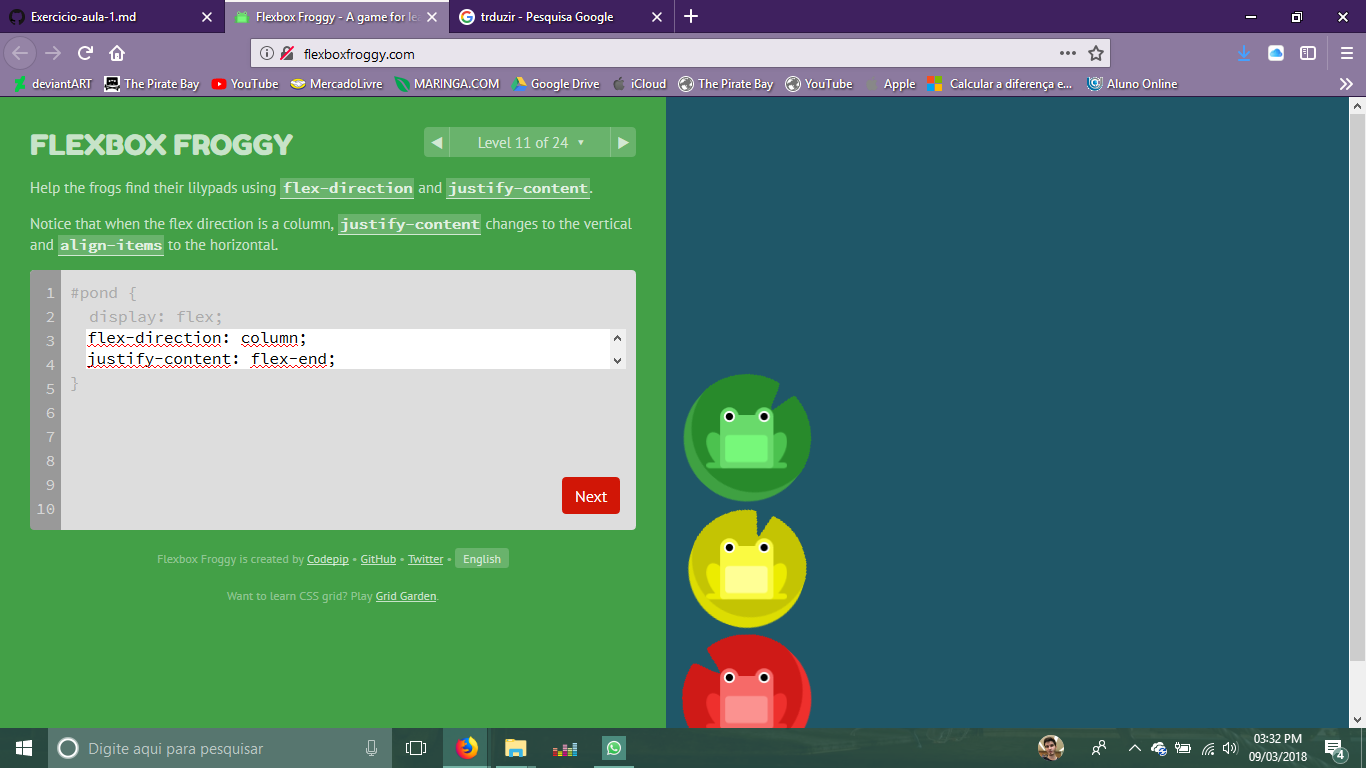 Exercicio-aula-1.md
Flexbox Froggy - A game for le
trduzir - Pesquisa Google
flexboxfroggy.com
deviantART The Pirate Bay YouTube MercadoLivre MARINGA.COM Google Drive iCloud The Pirate Bay YouTube Apple Calcular a diferença e... Aluno Online
FLEXBOX FROGGY
Level 11 of 24
Help the frogs find their lilypads using flex-direction and justify-content.
Notice that when the flex direction is a column, justify-content changes to the vertical
and align-items to the horizontal.
1 #pond {
2 display: flex;
3 flex-direction: column;
4 justify-content: flex-end;
5 }
6
7
8
9
10
Next
Flexbox Froggy is created by Codepip • GitHub • Twitter • English
Want to learn CSS grid? Play Grid Garden.
Digite aqui para pesquisar
03:32 PM
09/03/2018
4